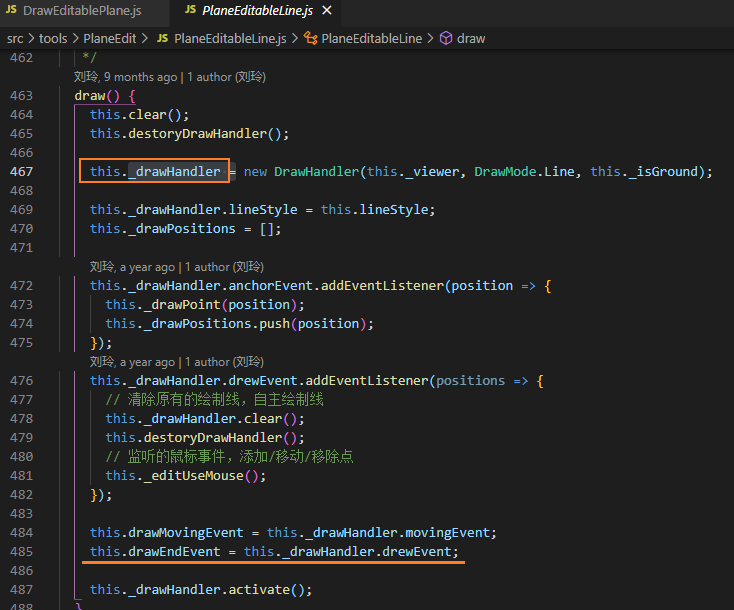 JS DrawEditablePlane.js JS PlaneEditableLine.js ×
src > tools > PlaneEdit > JS PlaneEditableLine.js > PlaneEditableLine > draw
462 */
刘玲, 9 months ago | 1 author (刘玲)
463 draw() {
464 this.clear();
465 this.destoryDrawHandler();
466
467 this._drawHandler = new DrawHandler(this._viewer, DrawMode.Line, this._isGround);
468
469 this._drawHandler.lineStyle = this.lineStyle;
470 this._drawPositions = [];
471
刘玲, a year ago | 1 author (刘玲)
472 this._drawHandler.anchorEvent.addEventListener(position => {
473 this._drawPoint(position);
474 this._drawPositions.push(position);
475 });
刘玲, a year ago | 1 author (刘玲)
476 this._drawHandler.drewEvent.addEventListener(positions => {
477 // 清除原有的绘制线，自主绘制线
478 this._drawHandler.clear();
479 this.destoryDrawHandler();
480 // 监听的鼠标事件，添加/移动/移除点
481 this._editUseMouse();
482 });
483
484 this.drawMovingEvent = this._drawHandler.movingEvent;
485 this.drawEndEvent = this._drawHandler.drewEvent;
486
487 this._drawHandler.activate();
488 }